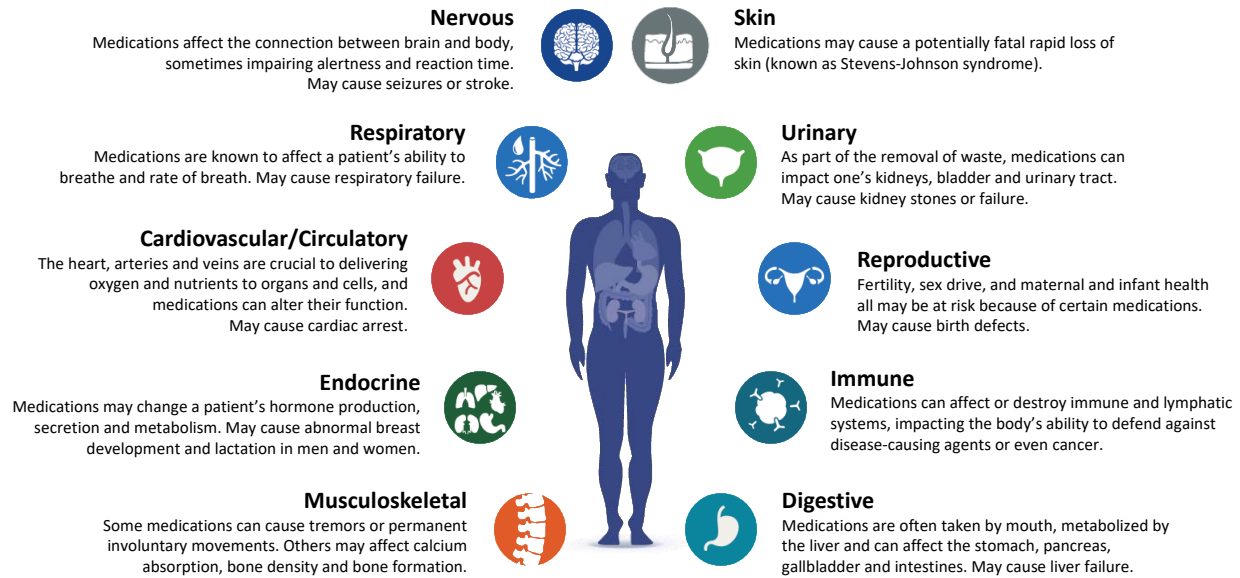 Nervous
Medications affect the connection between brain and body,
sometimes impairing alertness and reaction time.
May cause seizures or stroke.
Skin
Medications may cause a potentially fatal rapid loss of
skin (known as Stevens-Johnson syndrome).
Respiratory
Medications are known to affect a patient’s ability to
breathe and rate of breath. May cause respiratory failure.
Urinary
As part of the removal of waste, medications can
impact one’s kidneys, bladder and urinary tract.
May cause kidney stones or failure.
Cardiovascular/Circulatory
The heart, arteries and veins are crucial to delivering
oxygen and nutrients to organs and cells, and
medications can alter their function.
May cause cardiac arrest.
Reproductive
Fertility, sex drive, and maternal and infant health
all may be at risk because of certain medications.
May cause birth defects.
Endocrine
Medications may change a patient’s hormone production,
secretion and metabolism. May cause abnormal breast
development and lactation in men and women.
Immune
Medications can affect or destroy immune and lymphatic
systems, impacting the body’s ability to defend against
disease-causing agents or even cancer.
Musculoskeletal
Some medications can cause tremors or permanent
involuntary movements. Others may affect calcium
absorption, bone density and bone formation.
Digestive
Medications are often taken by mouth, metabolized by
the liver and can affect the stomach, pancreas,
gallbladder and intestines. May cause liver failure.